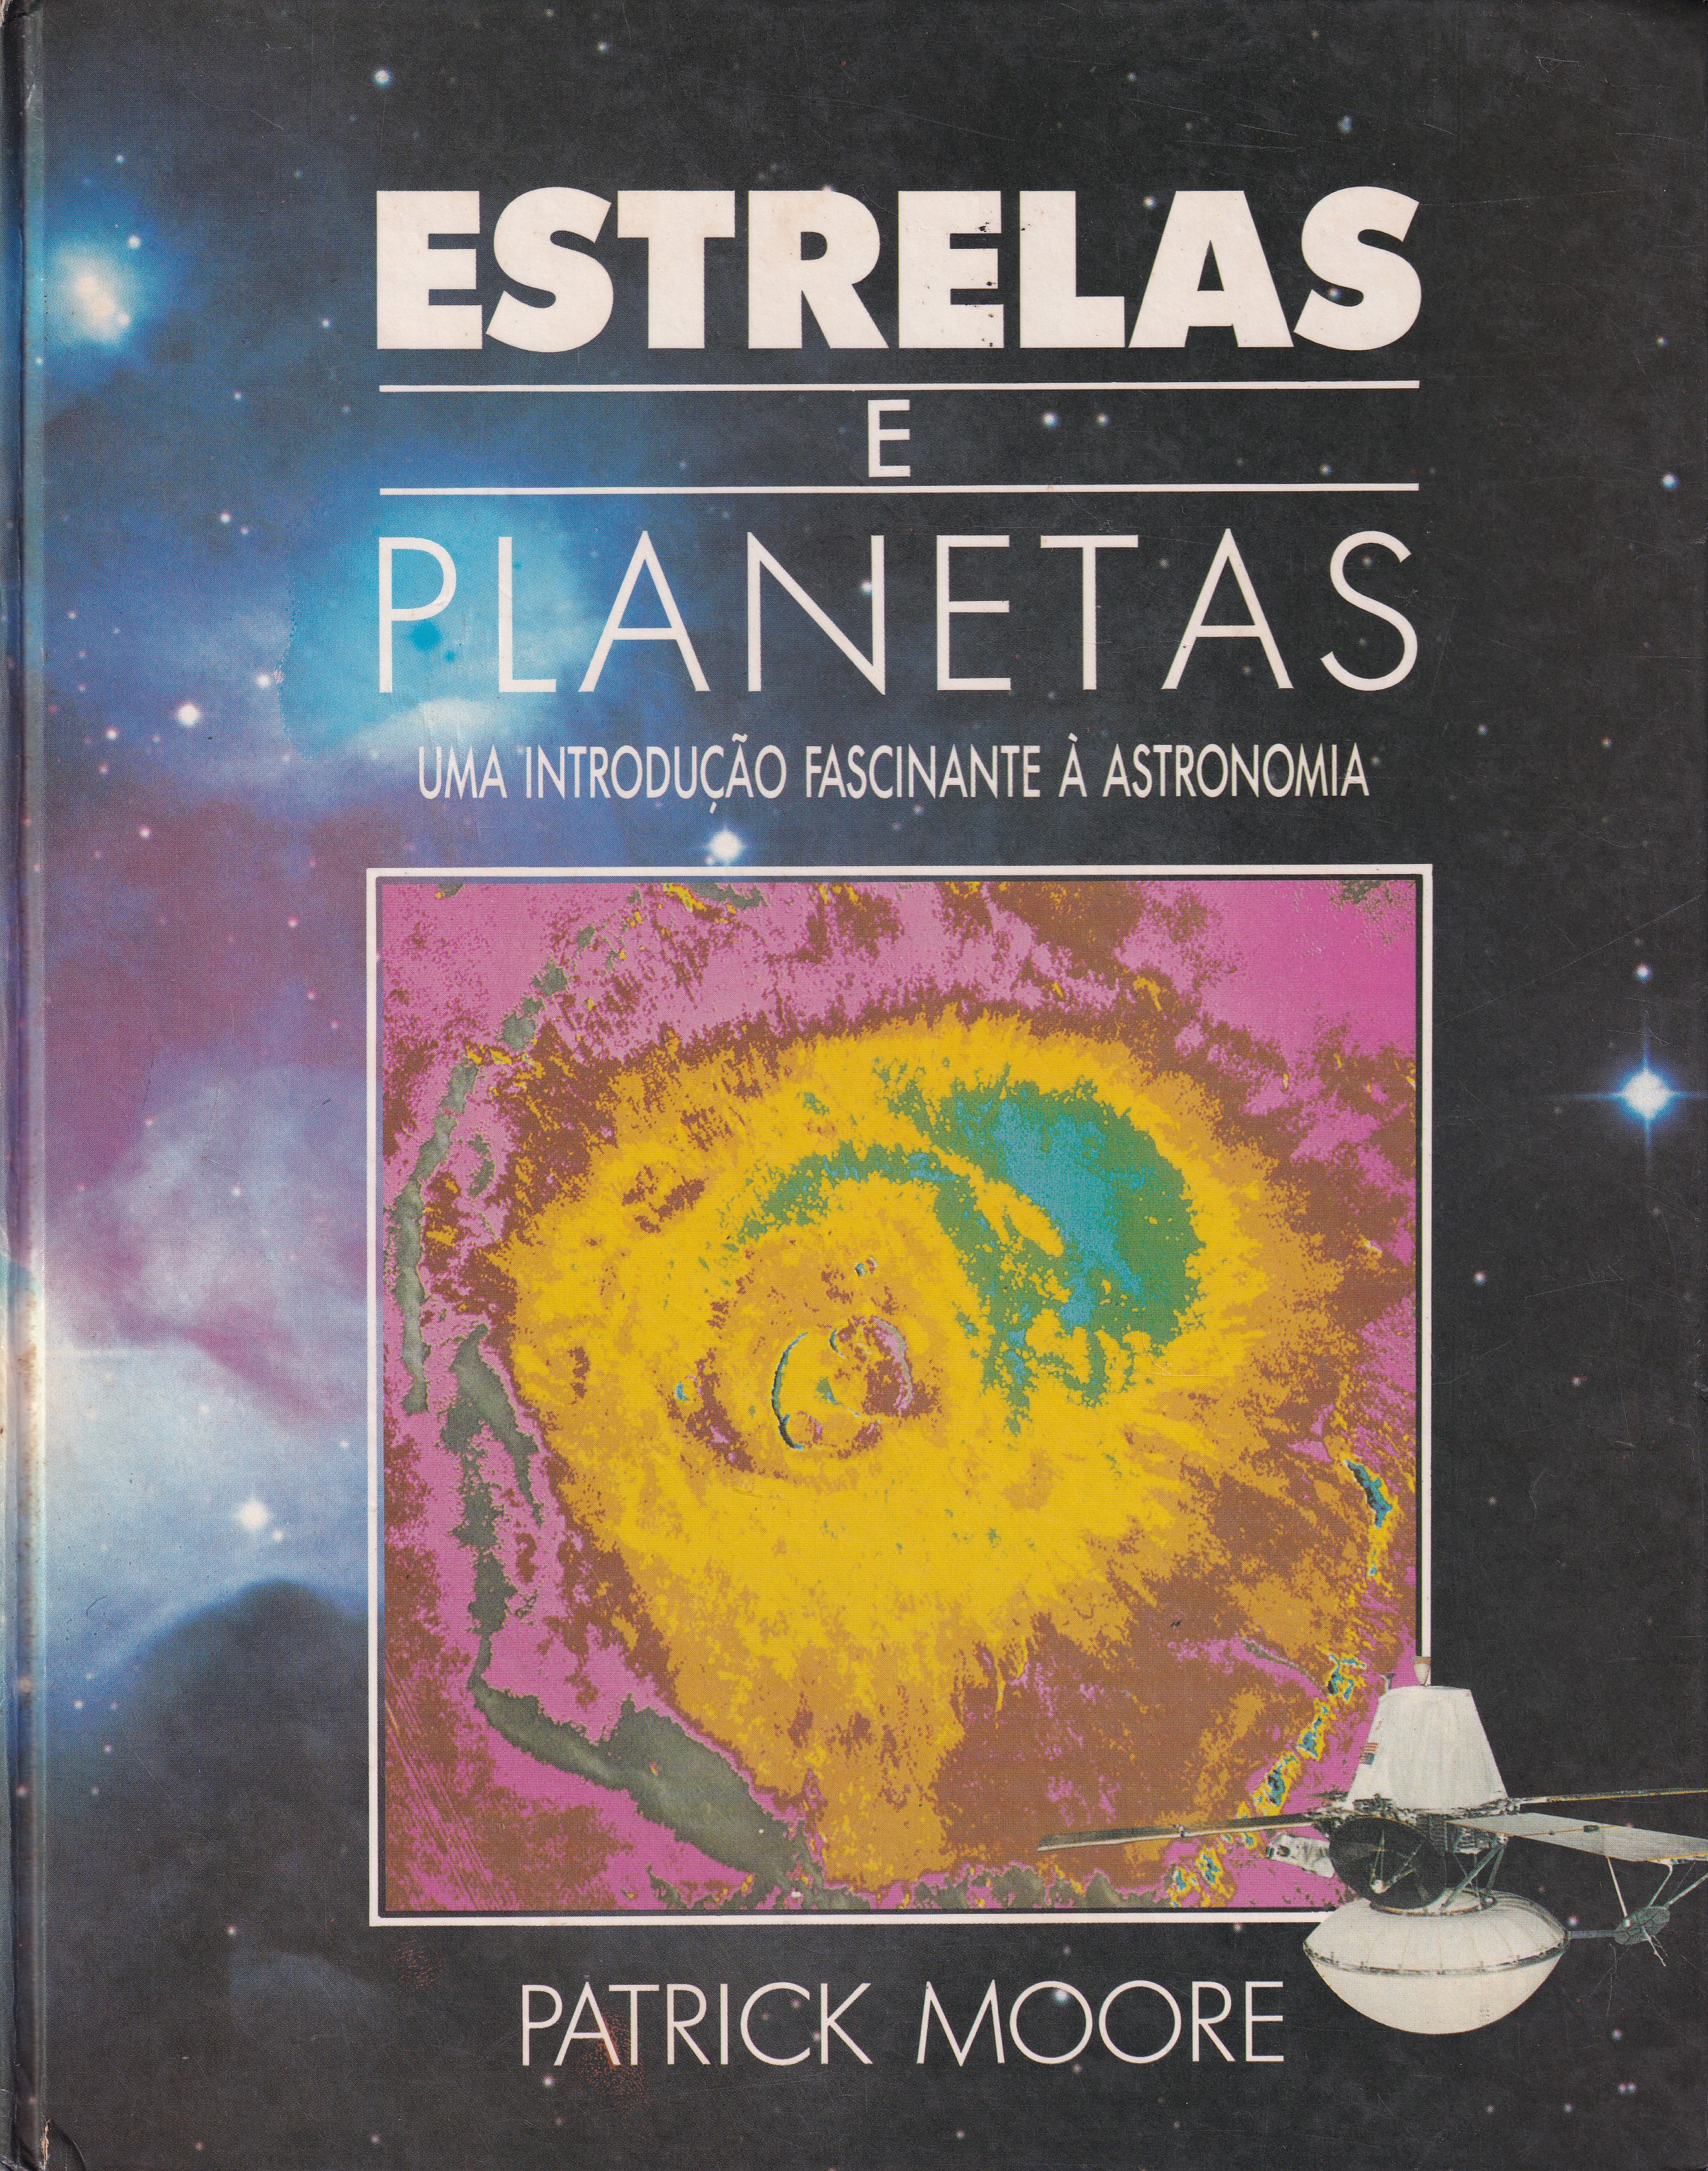 ESTRELAS
E
PLANETAS
UMA INTRODUÇÃO FASCINANTE À ASTRONOMIA
PATRICK MOORE